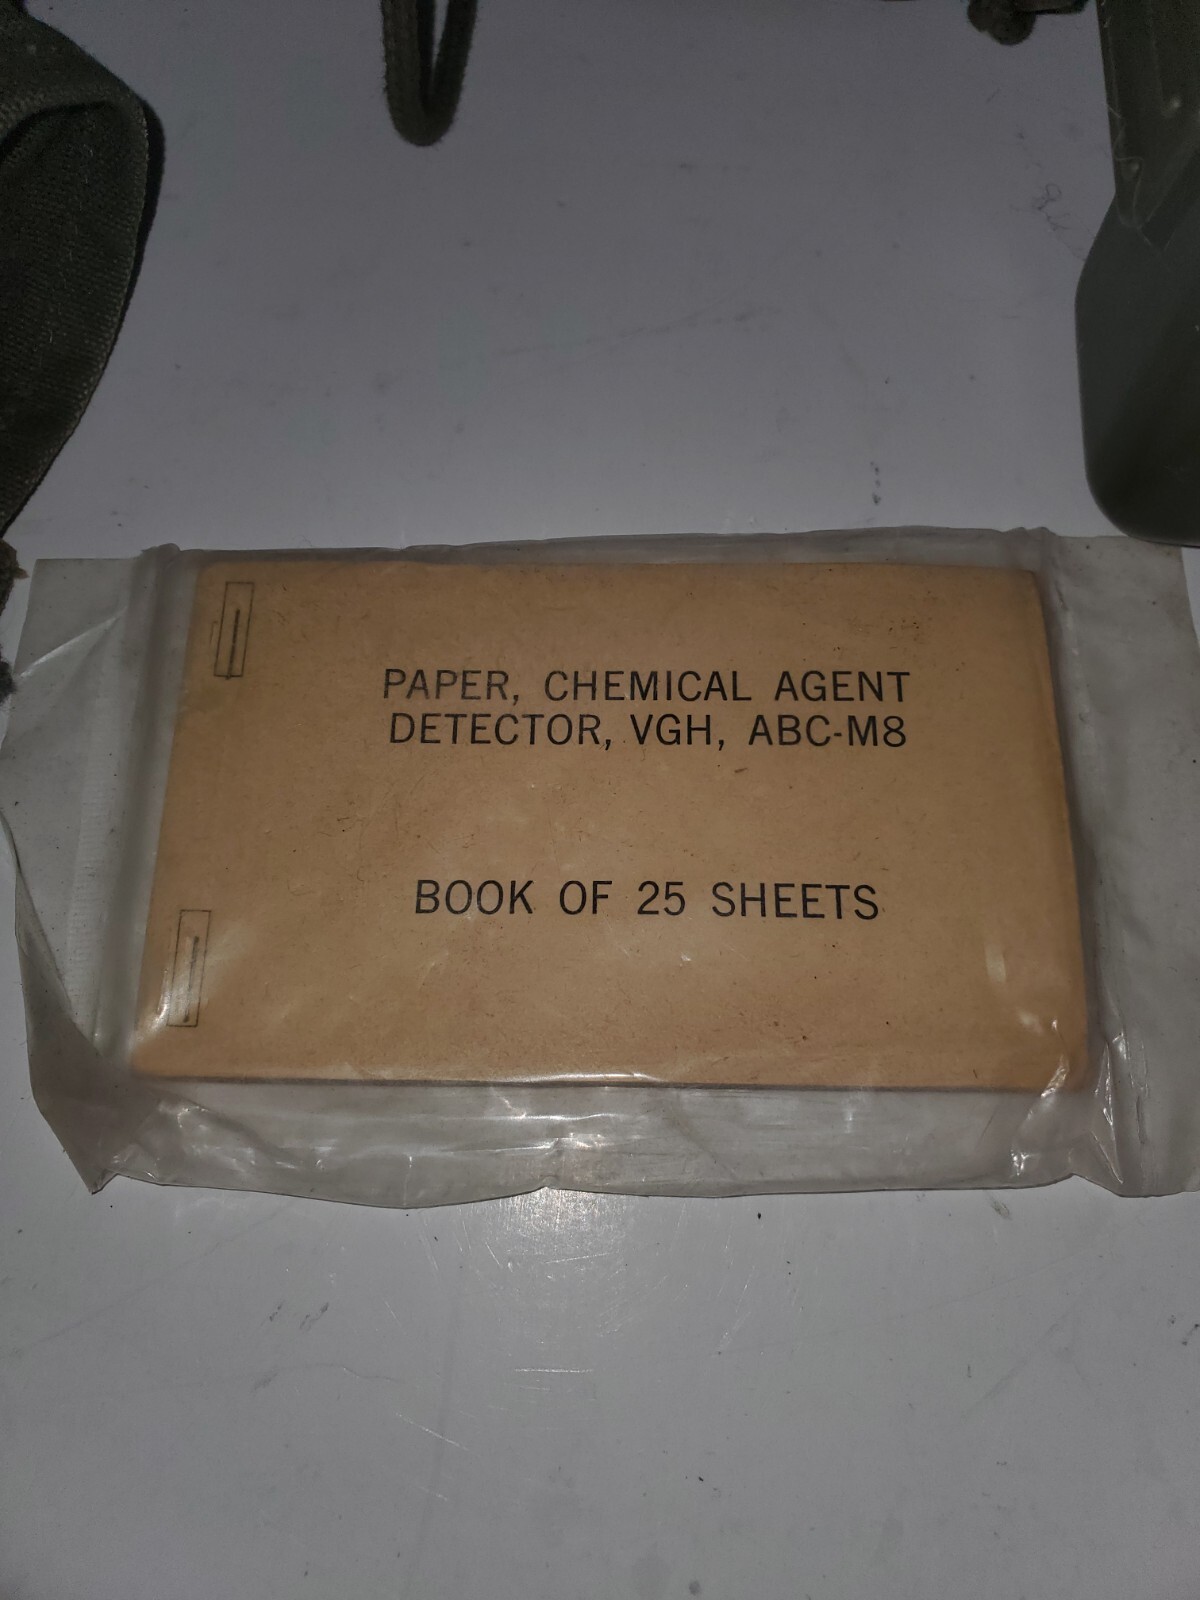 PAPER, CHEMICAL AGENT
DETECTOR, VGH, ABC-M8
BOOK OF 25 SHEETS